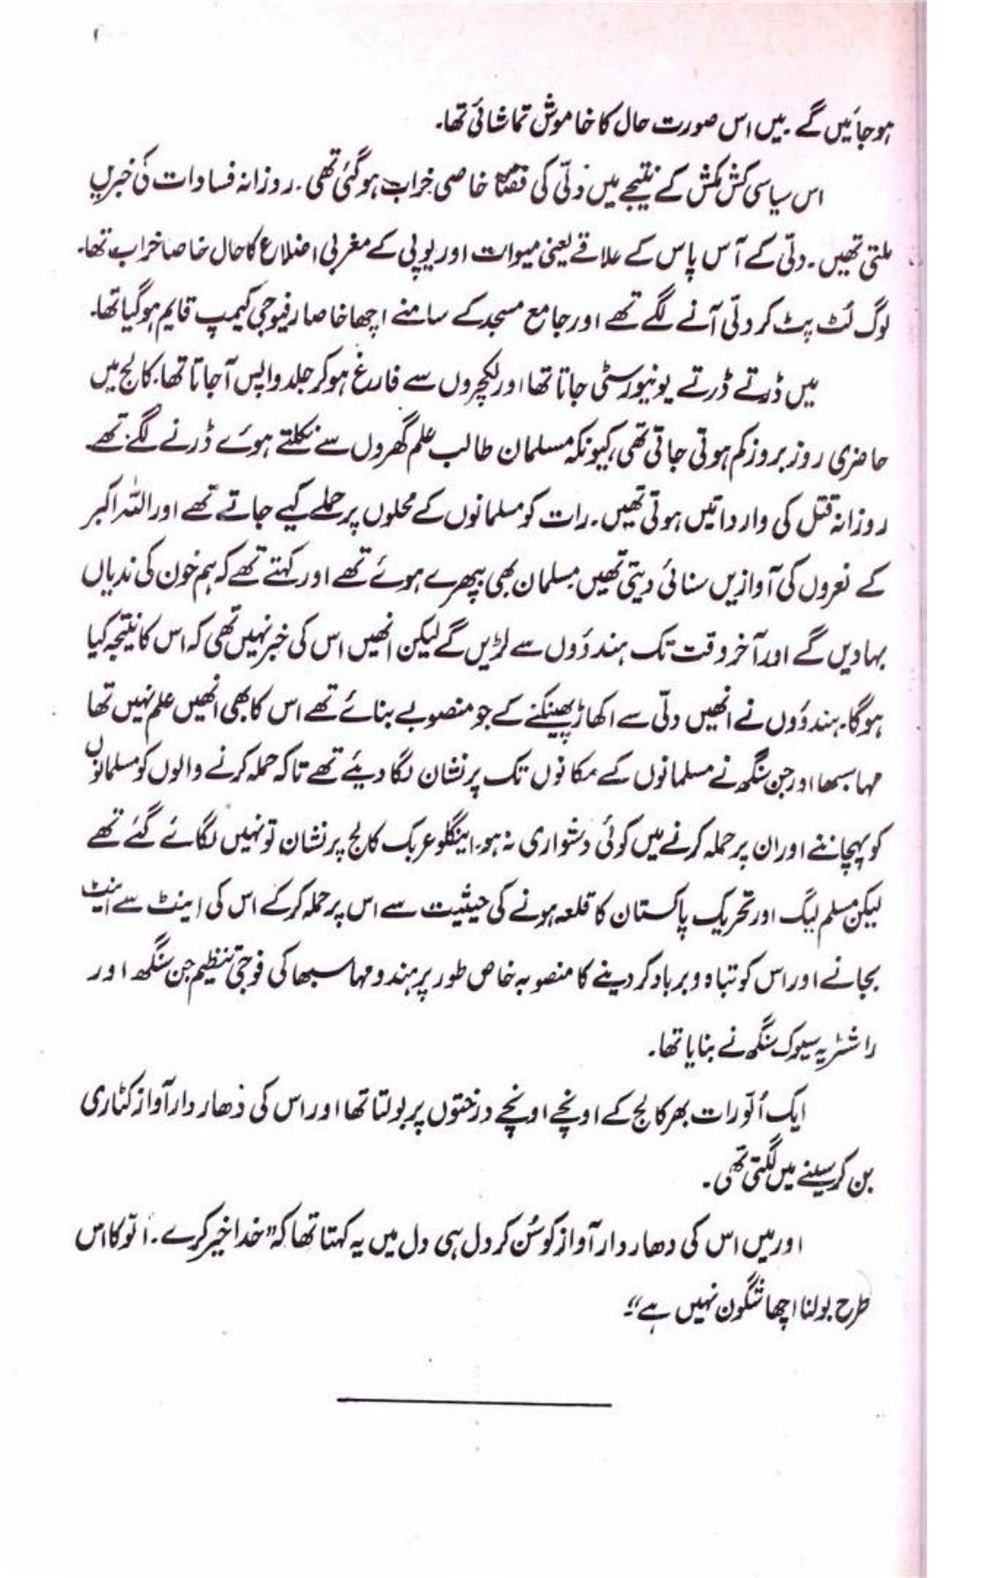 ہوجائیں گے۔ میں اس صورت حال کا خاموش تماشائی تھا۔
اس سیاسی کش مکش کے نتیجے میں دلّی کی فضا خاصی خراب ہوگئی تھی۔ روزانہ فسادات کی خبریں
ملتی تھیں۔ دلّی کے آس پاس کے علاقے یعنی میوات اور یوپی کے مغربی اضلاع کا حال خاصا خراب تھا۔
لوگ لُٹ پٹ کر دلّی آنے لگے تھے اور جامع مسجد کے سامنے اچھا خاصا رفیوجی کیمپ قایم ہوگیا تھا۔
میں ڈرتے ڈرتے یونیورسٹی جاتا تھا اور لکچروں سے فارغ ہوکر جلد واپس آجاتا تھا۔ کالج میں
حاضری روز بروز کم ہوتی جاتی تھی، کیونکہ مسلمان طالب علم گھروں سے نکلتے ہوئے ڈرنے لگے تھے
روزانہ قتل کی وارداتیں ہوتی تھیں۔ رات کو مسلمانوں کے محلوں پر حملے کیے جاتے تھے اور اللہ اکبر
کے نعروں کی آوازیں سنائی دیتی تھیں۔ مسلمان بھی بپھرے ہوئے تھے اور کہتے تھے کہ ہم خون کی ندیاں
بہادیں گے اور آخر وقت تک ہندوؤں سے لڑیں گے لیکن انھیں اس کی خبر نہیں تھی کہ اس کا نتیجہ کیا
ہوگا۔ ہندوؤں نے انھیں دلّی سے اکھاڑ پھینکنے کے جو منصوبے بنائے تھے اس کا بھی انھیں علم نہیں تھا
مہاسبھا اور جن سنگھ نے مسلمانوں کے مکانوں تک پر نشان لگا دیئے تھے تاکہ حملہ کرنے والوں کو مسلمانوں
کو پہچاننے اور ان پر حملہ کرنے میں کوئی دشواری نہ ہو۔ اینگلو عربک کالج پر نشان تو نہیں لگائے گئے تھے
لیکن مسلم لیگ اور تحریک پاکستان کا قلعہ ہونے کی حیثیت سے اس پر حملہ کرکے اس کی اینٹ سے اینٹ
بجانے اور اس کو تباہ و برباد کر دینے کا منصوبہ خاص طور پر ہندو مہاسبھا کی فوجی تنظیم جن سنگھ اور
راشٹریہ سیوک سنگھ نے بنایا تھا۔
ایک اُلّو رات بھر کالج کے اونچے اونچے درختوں پر بولتا تھا اور اس کی دھار دار آواز کٹاری
بن کر سینے میں لگتی تھی۔
اور میں اس کی دھار دار آواز کو سُن کر دل ہی دل میں یہ کہتا تھا کہ ”خدا خیر کرے۔ اُلّو کا اس
طرح بولنا اچھا شگون نہیں ہے“۔